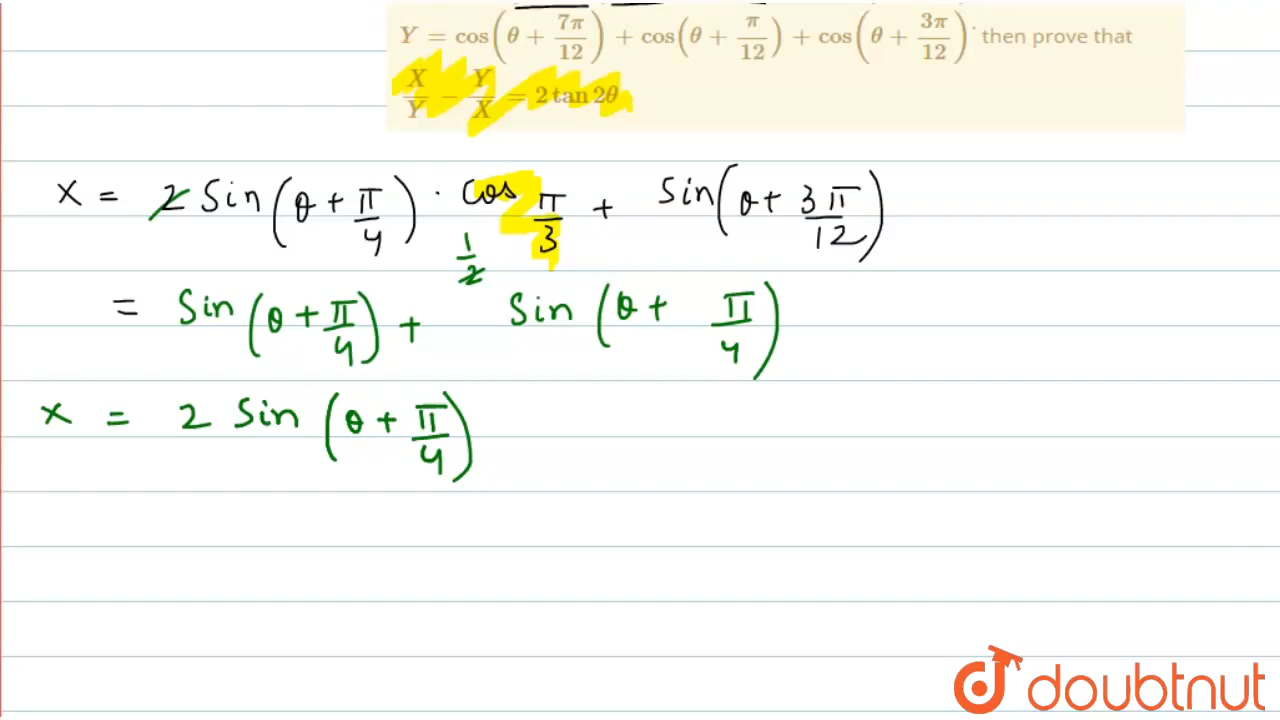 Y = cos(θ + 7π/12) + cos(θ + π/12) + cos(θ + 3π/12)· then prove that
X/Y − Y/X = 2 tan 2θ
x = 2 Sin(θ + π/4) · Cos π/3 + Sin(θ + 3π/12)
1/2
= Sin(θ + π/4) + Sin(θ + π/4)
x = 2 Sin(θ + π/4)
doubtnut